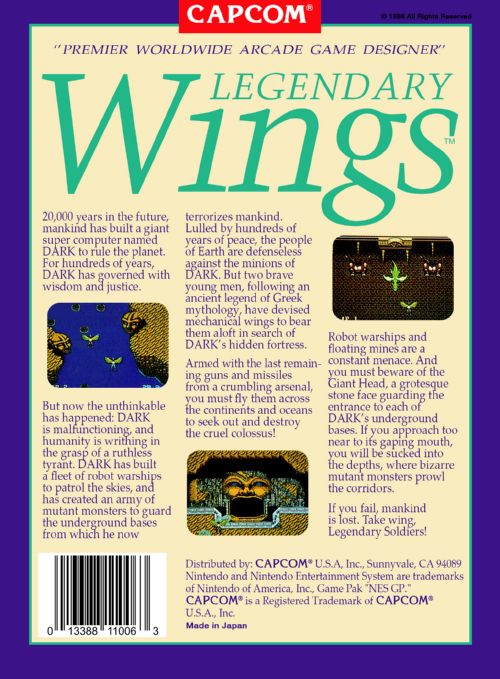 CAPCOM®
© 1988 All Rights Reserved
"PREMIER WORLDWIDE ARCADE GAME DESIGNER"
LEGENDARY
Wings™
20,000 years in the future,
mankind has built a giant
super computer named
DARK to rule the planet.
For hundreds of years,
DARK has governed with
wisdom and justice.
But now the unthinkable
has happened: DARK
is malfunctioning, and
humanity is writhing in
the grasp of a ruthless
tyrant. DARK has built
a fleet of robot warships
to patrol the skies, and
has created an army of
mutant monsters to guard
the underground bases
from which he now
terrorizes mankind.
Lulled by hundreds of
years of peace, the people
of Earth are defenseless
against the minions of
DARK. But two brave
young men, following an
ancient legend of Greek
mythology, have devised
mechanical wings to bear
them aloft in search of
DARK's hidden fortress.
Armed with the last remain-
ing guns and missiles
from a crumbling arsenal,
you must fly them across
the continents and oceans
to seek out and destroy
the cruel colossus!
Robot warships and
floating mines are a
constant menace. And
you must beware of the
Giant Head, a grotesque
stone face guarding the
entrance to each of
DARK's underground
bases. If you approach too
near to its gaping mouth,
you will be sucked into
the depths, where bizarre
mutant monsters prowl
the corridors.
If you fail, mankind
is lost. Take wing,
Legendary Soldiers!
Distributed by: CAPCOM® U.S.A, Inc., Sunnyvale, CA 94089
Nintendo and Nintendo Entertainment System are trademarks
of Nintendo of America, Inc., Game Pak "NES GP."
CAPCOM® is a Registered Trademark of CAPCOM®
U.S.A., Inc.
Made in Japan
0 13388 11006 3